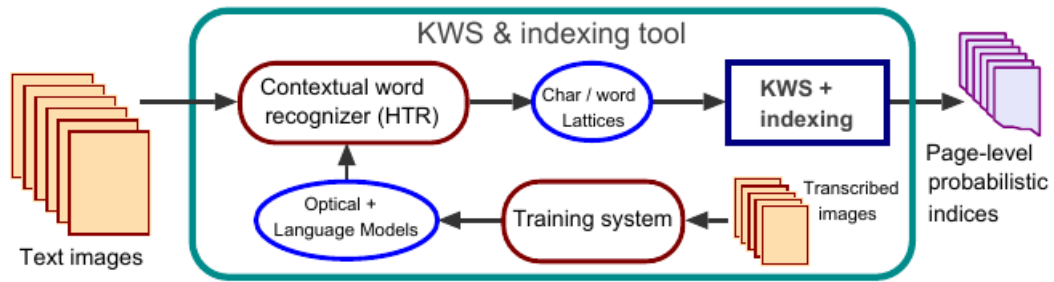 KWS & indexing tool
Contextual word
recognizer (HTR)
Char / word
Lattices
KWS +
indexing
Page-level
probabilistic
indices
Text images
Optical +
Language Models
Training system
Transcribed
images